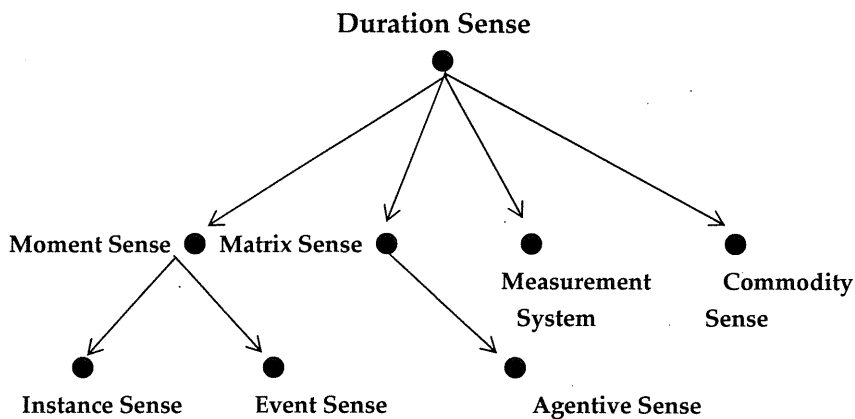 Duration Sense
Moment Sense Matrix Sense
Measurement Commodity
System Sense
Instance Sense Event Sense Agentive Sense